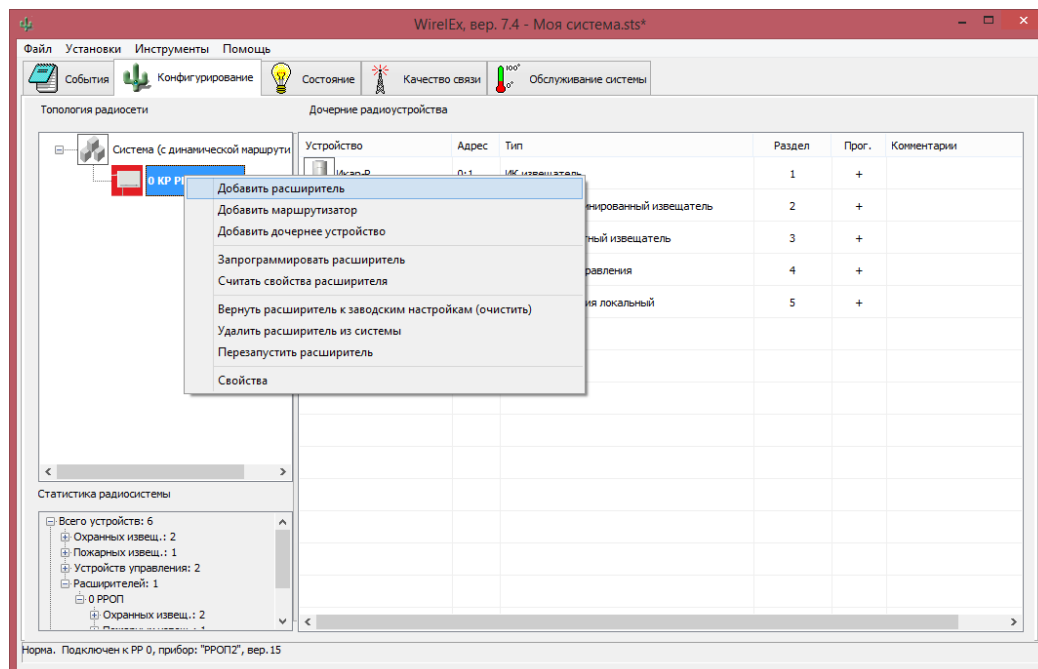 WirelEx, вер. 7.4 - Моя система.sts*
Файл Установки Инструменты Помощь
События Конфигурирование Состояние Качество связи 100° 0° Обслуживание системы
Топология радиосети Дочерние радиоустройства
Система (с динамической маршрути
0 КР
Устройство Адрес Тип Раздел Прог. Комментарии
Икар-Р 0:1 ИК извещатель 1 +
извещатель 2 +
извещатель 3 +
4 +
локальный 5 +
Добавить расширитель
Добавить маршрутизатор
Добавить дочернее устройство
Запрограммировать расширитель
Считать свойства расширителя
Вернуть расширитель к заводским настройкам (очистить)
Удалить расширитель из системы
Перезапустить расширитель
Свойства
Статистика радиосистемы
Всего устройств: 6
Охранных извещ.: 2
Пожарных извещ.: 1
Устройств управления: 2
Расширителей: 1
0 РРОП
Охранных извещ.: 2
Норма. Подключен к РР 0, прибор: "РРОП2", вер.15